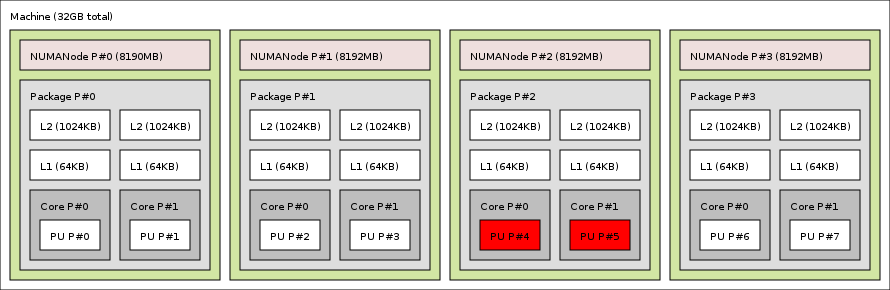 Machine (32GB total)
NUMANode P#0 (8190MB)
Package P#0
L2 (1024KB) L2 (1024KB)
L1 (64KB) L1 (64KB)
Core P#0 Core P#1
PU P#0 PU P#1
NUMANode P#1 (8192MB)
Package P#1
L2 (1024KB) L2 (1024KB)
L1 (64KB) L1 (64KB)
Core P#0 Core P#1
PU P#2 PU P#3
NUMANode P#2 (8192MB)
Package P#2
L2 (1024KB) L2 (1024KB)
L1 (64KB) L1 (64KB)
Core P#0 Core P#1
PU P#4 PU P#5
NUMANode P#3 (8192MB)
Package P#3
L2 (1024KB) L2 (1024KB)
L1 (64KB) L1 (64KB)
Core P#0 Core P#1
PU P#6 PU P#7